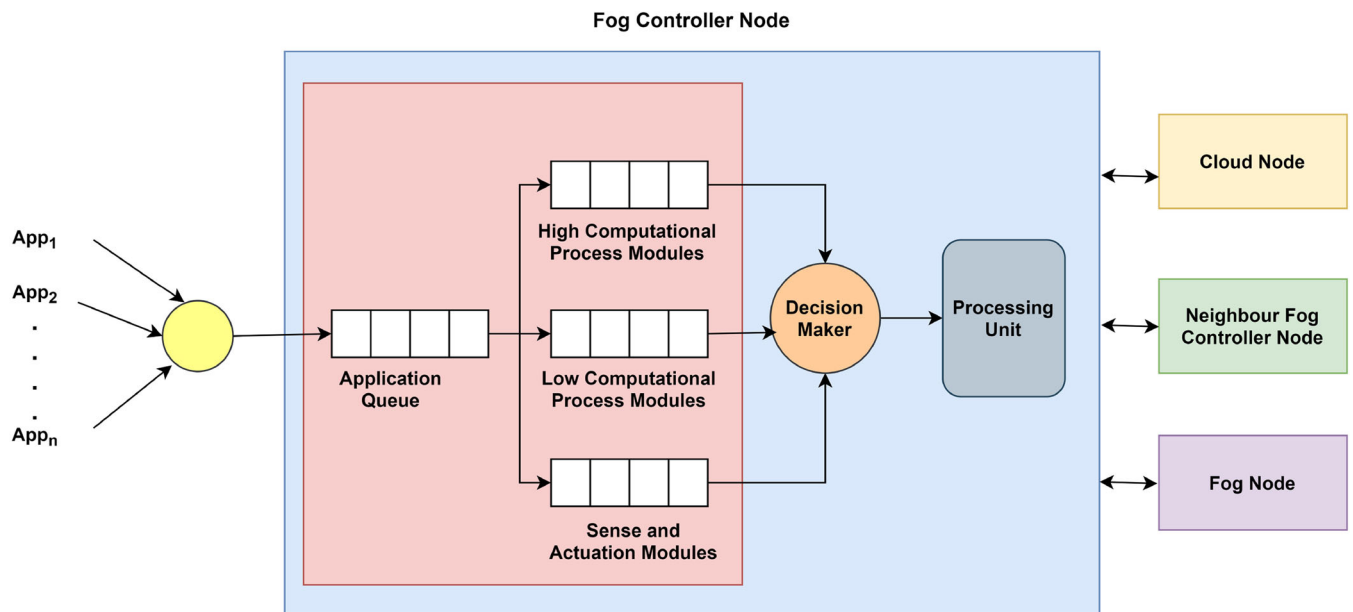 Fog Controller Node
App1
App2
.
.
.
.
Appn
Application
Queue
High Computational
Process Modules
Low Computational
Process Modules
Sense and
Actuation Modules
Decision
Maker
Processing
Unit
Cloud Node
Neighbour Fog
Controller Node
Fog Node